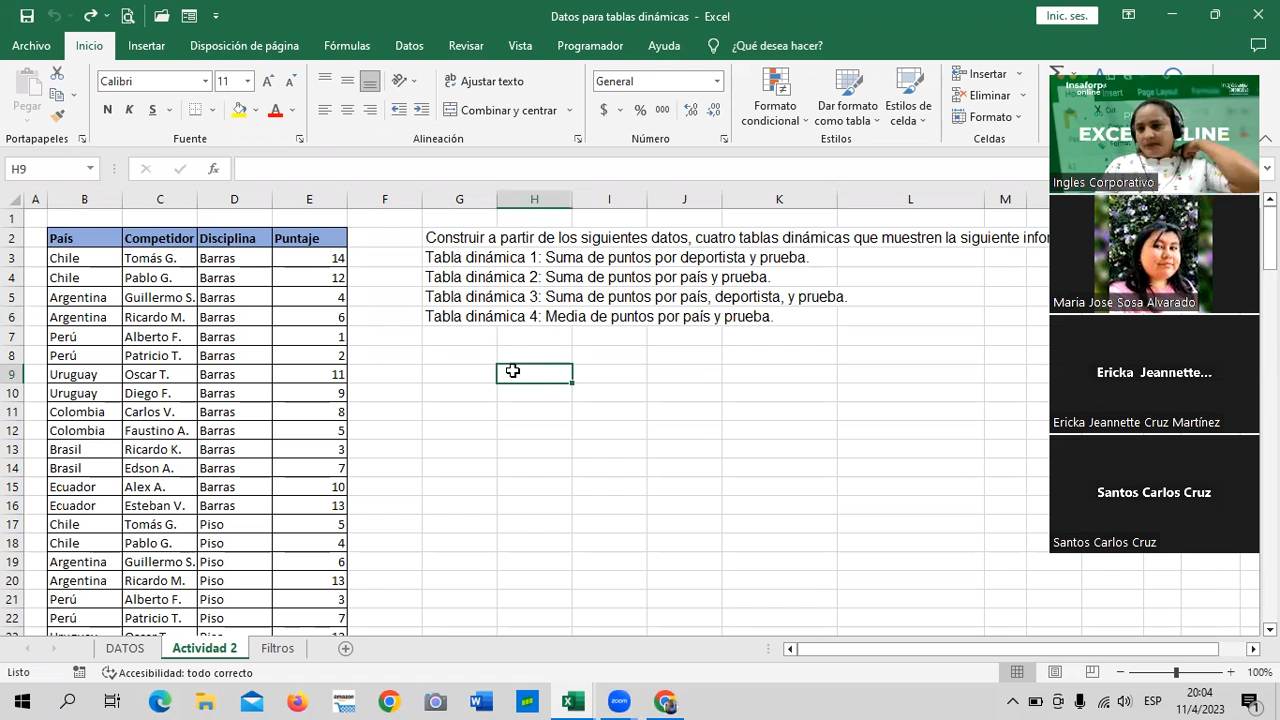 Datos para tablas dinámicas - Excel
Inic. ses.
Archivo Inicio Insertar Disposición de página Fórmulas Datos Revisar Vista Programador Ayuda ¿Qué desea hacer?
Calibri 11 Ajustar texto General Insertar
Pegar N K S Combinar y centrar $ % 000 Formato condicional Dar formato como tabla Estilos de celda Eliminar Formato
Portapapeles Fuente Alineación Número Estilos Celdas
H9 fx
A B C D E F G H I J K L M
1
2 País Competidor Disciplina Puntaje Construir a partir de los siguientes datos, cuatro tablas dinámicas que muestren la siguiente infor
3 Chile Tomás G. Barras 14 Tabla dinámica 1: Suma de puntos por deportista y prueba.
4 Chile Pablo G. Barras 12 Tabla dinámica 2: Suma de puntos por país y prueba.
5 Argentina Guillermo S. Barras 4 Tabla dinámica 3: Suma de puntos por país, deportista, y prueba.
6 Argentina Ricardo M. Barras 6 Tabla dinámica 4: Media de puntos por país y prueba.
7 Perú Alberto F. Barras 1
8 Perú Patricio T. Barras 2
9 Uruguay Oscar T. Barras 11
10 Uruguay Diego F. Barras 9
11 Colombia Carlos V. Barras 8
12 Colombia Faustino A. Barras 5
13 Brasil Ricardo K. Barras 3
14 Brasil Edson A. Barras 7
15 Ecuador Alex A. Barras 10
16 Ecuador Esteban V. Barras 13
17 Chile Tomás G. Piso 5
18 Chile Pablo G. Piso 4
19 Argentina Guillermo S. Piso 6
20 Argentina Ricardo M. Piso 13
21 Perú Alberto F. Piso 3
22 Perú Patricio T. Piso 7
Insaforp online
Ingles Corporativo
Maria Jose Sosa Alvarado
Ericka Jeannette...
Ericka Jeannette Cruz Martínez
Santos Carlos Cruz
Santos Carlos Cruz
DATOS Actividad 2 Filtros
Listo Accesibilidad: todo correcto 100%
ESP 20:04
11/4/2023